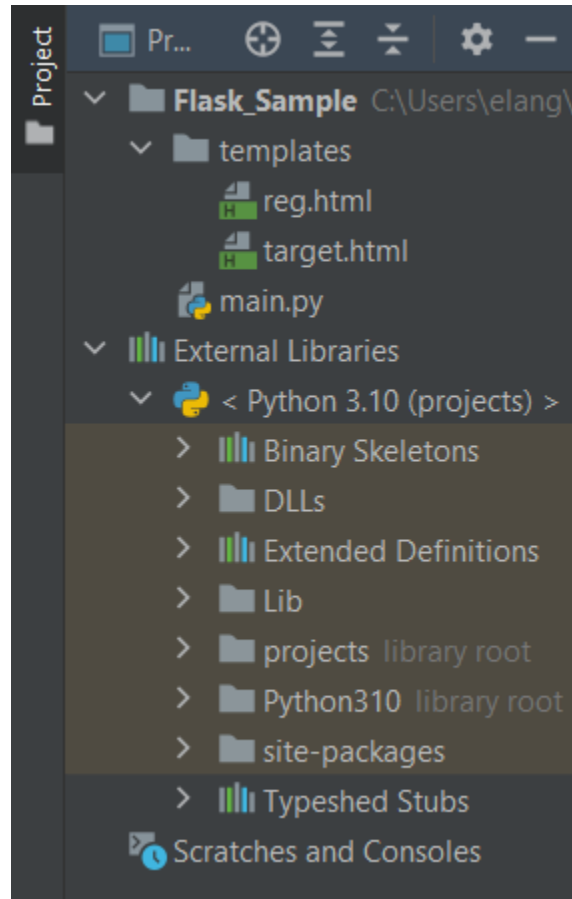 Project
Pr...
Flask_Sample C:\Users\elang\
templates
H reg.html
H target.html
main.py
External Libraries
< Python 3.10 (projects) >
Binary Skeletons
DLLs
Extended Definitions
Lib
projects library root
Python310 library root
site-packages
Typeshed Stubs
Scratches and Consoles